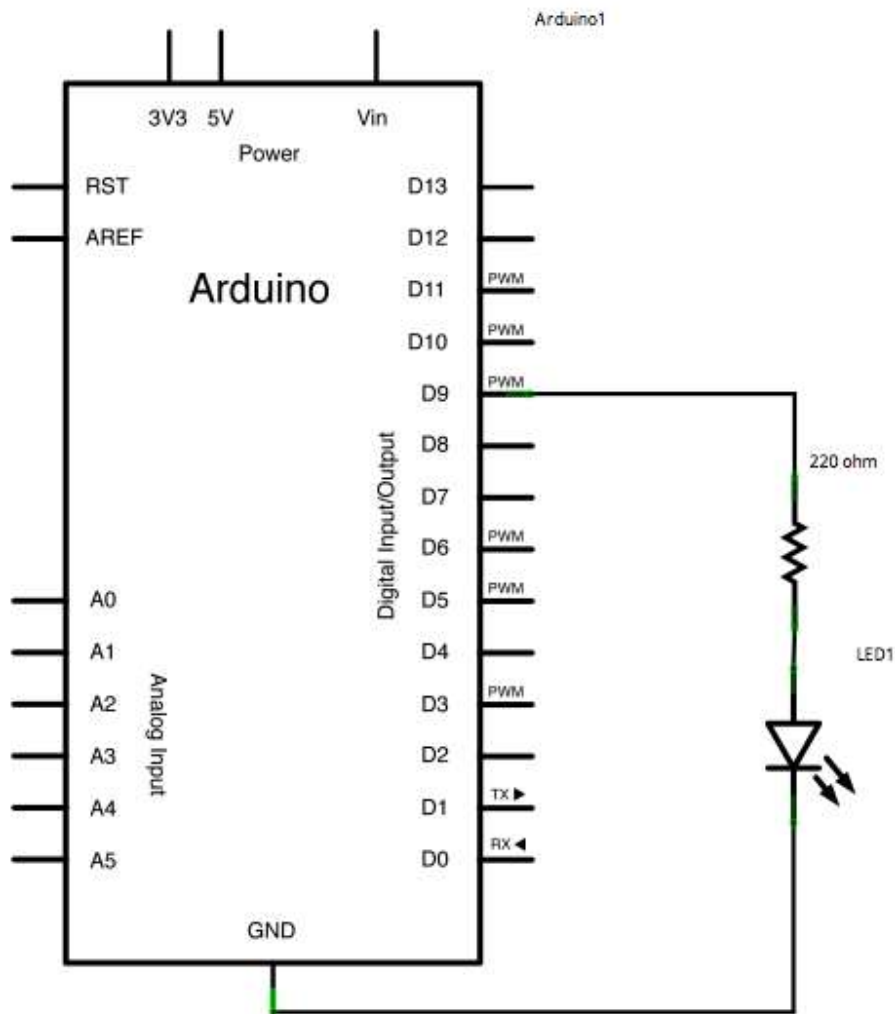 Arduino1
3V3 5V Vin
Power
RST
AREF
Arduino
D13
D12
D11 PWM
D10 PWM
D9 PWM
D8
D7
D6 PWM
D5 PWM
D4
D3 PWM
D2
D1 TX
D0 RX
Digital Input/Output
A0
A1
A2
A3
A4
A5
Analog Input
GND
220 ohm
LED1